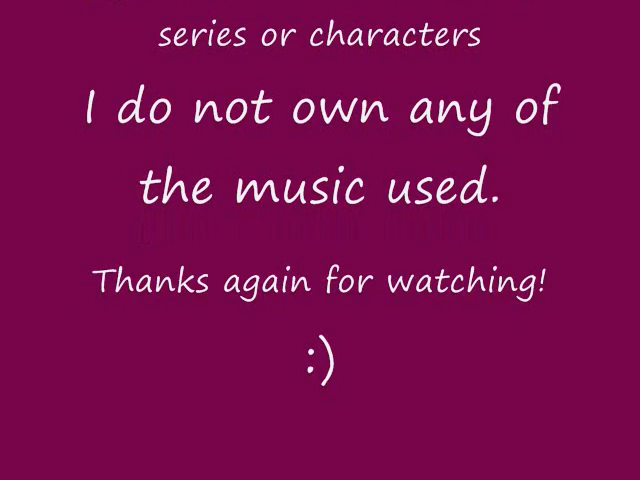 series or characters
I do not own any of
the music used.
Thanks again for watching!
:)